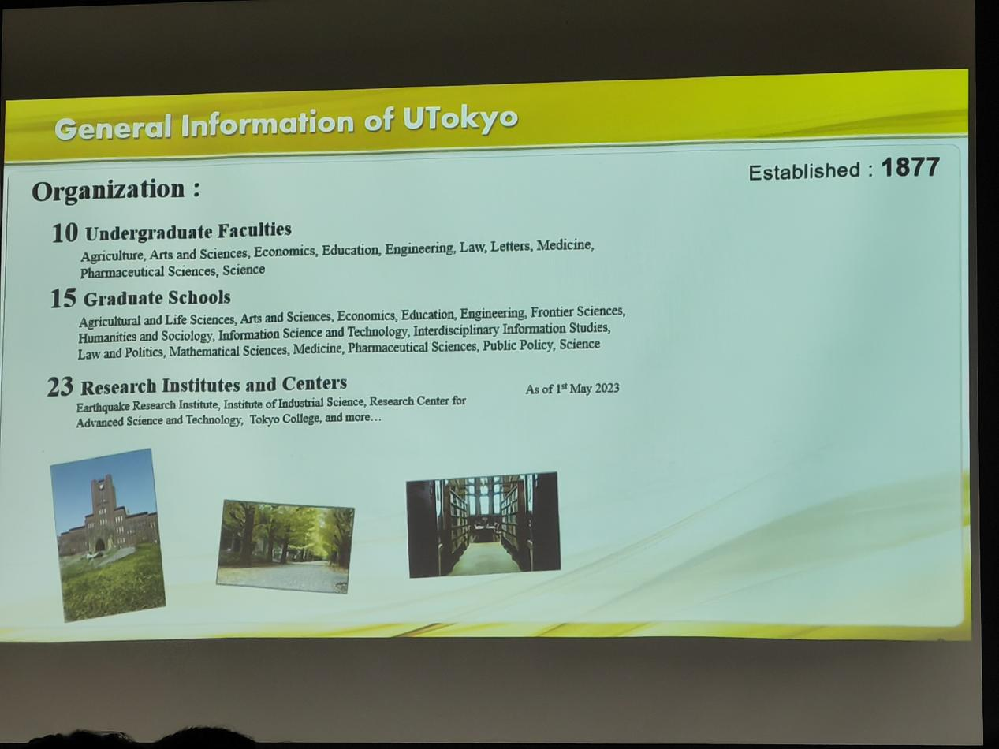 General Information of UTokyo
Established : 1877
Organization :
10 Undergraduate Faculties
Agriculture, Arts and Sciences, Economics, Education, Engineering, Law, Letters, Medicine,
Pharmaceutical Sciences, Science
15 Graduate Schools
Agricultural and Life Sciences, Arts and Sciences, Economics, Education, Engineering, Frontier Sciences,
Humanities and Sociology, Information Science and Technology, Interdisciplinary Information Studies,
Law and Politics, Mathematical Sciences, Medicine, Pharmaceutical Sciences, Public Policy, Science
23 Research Institutes and Centers
As of 1st May 2023
Earthquake Research Institute, Institute of Industrial Science, Research Center for
Advanced Science and Technology, Tokyo College, and more…